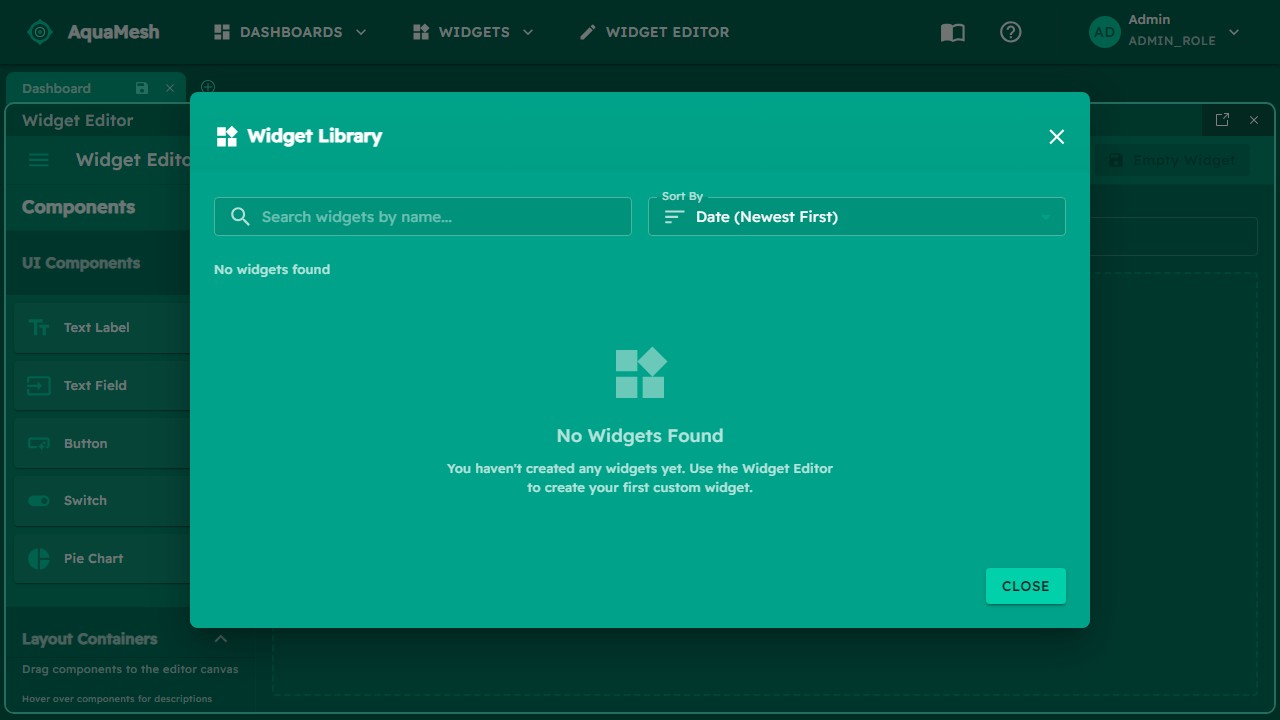 AquaMesh
DASHBOARDS
WIDGETS
WIDGET EDITOR
AD
Admin
ADMIN_ROLE
Dashboard
Widget Editor
Widget Edito
Empty Widget
Components
UI Components
Text Label
Text Field
Button
Switch
Pie Chart
Layout Containers
Drag components to the editor canvas
Hover over components for descriptions
Widget Library
Search widgets by name...
Sort By
Date (Newest First)
No widgets found
No Widgets Found
You haven't created any widgets yet. Use the Widget Editor
to create your first custom widget.
CLOSE